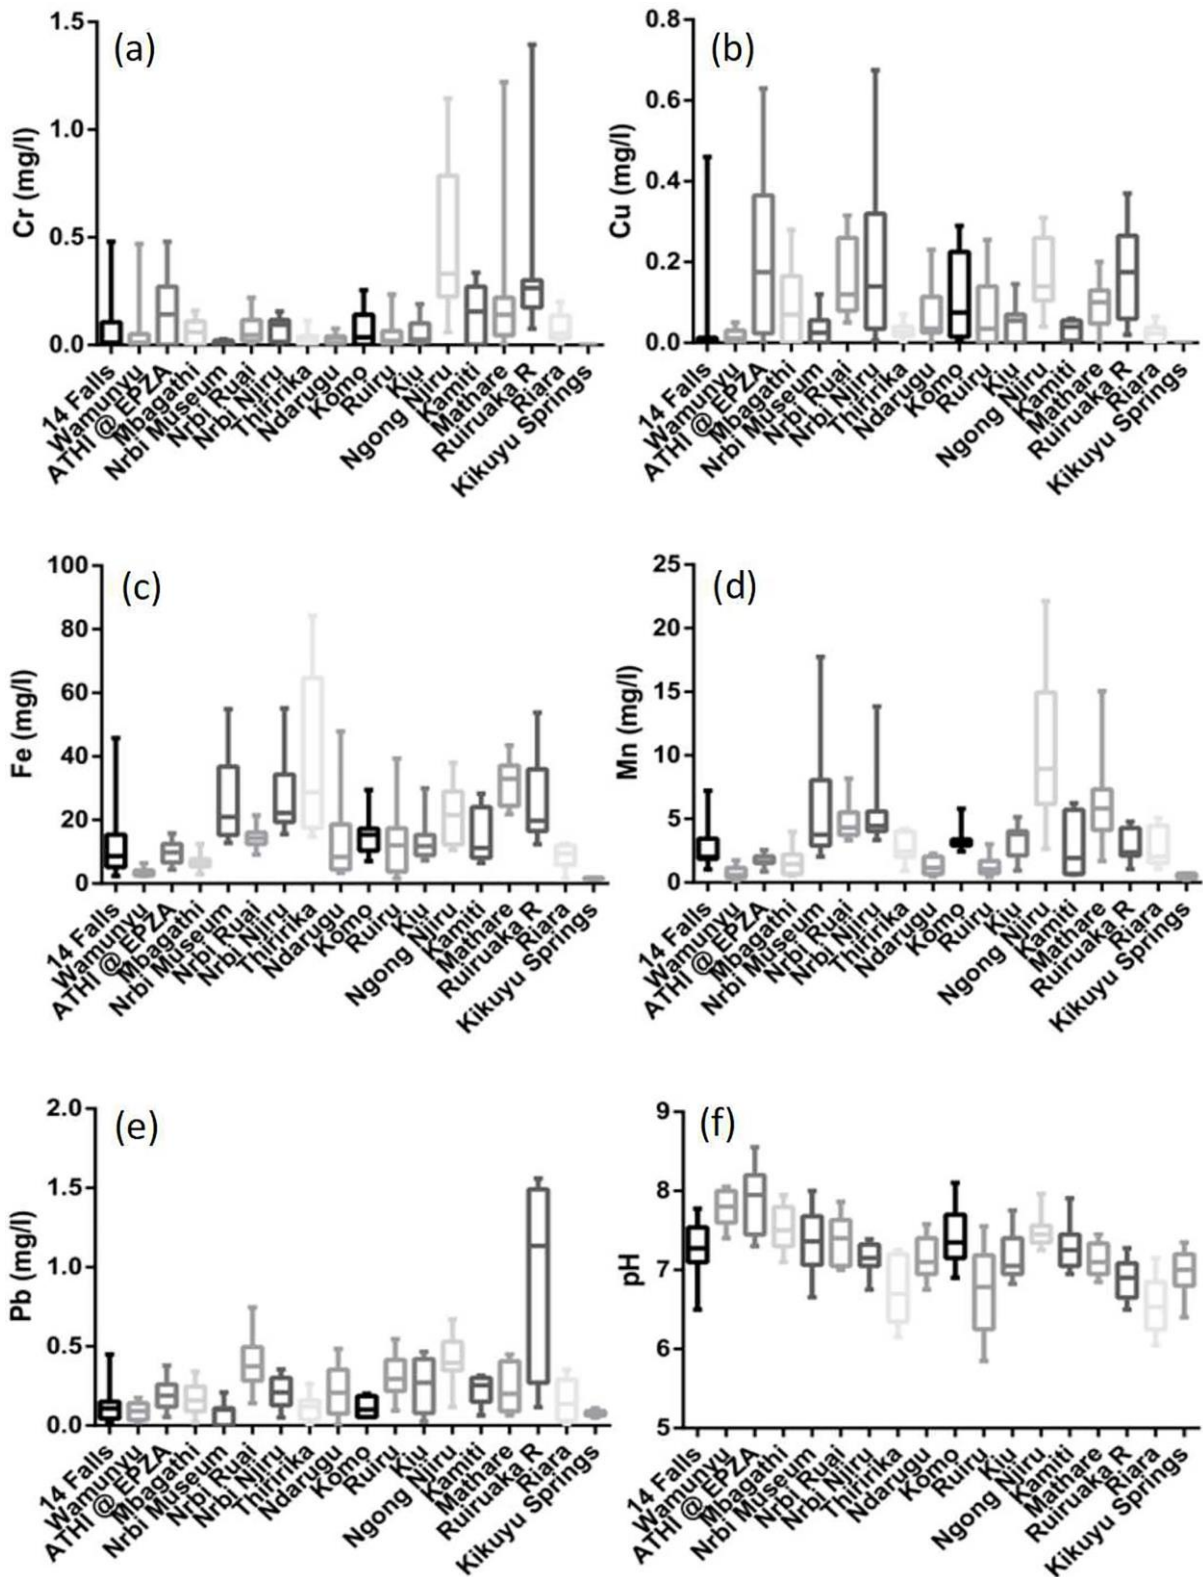 (a)
Cr (mg/l)
1.5
1.0
0.5
0.0
14 Falls
Wamunyu
ATHI @ EPZA
Mbagathi
Nrbi Museum
Nrbi Ruai
Nrbi Njiru
Thiririka
Ndarugu
Komo
Ruiru
Kiu
Ngong Njiru
Kamiti
Mathare
Ruiruaka R
Riara
Kikuyu Springs
(b)
Cu (mg/l)
0.8
0.6
0.4
0.2
0.0
14 Falls
Wamunyu
ATHI @ EPZA
Mbagathi
Nrbi Museum
Nrbi Ruai
Nrbi Njiru
Thiririka
Ndarugu
Komo
Ruiru
Kiu
Ngong Njiru
Kamiti
Mathare
Ruiruaka R
Riara
Kikuyu Springs
(c)
Fe (mg/l)
100
80
60
40
20
0
14 Falls
Wamunyu
ATHI @ EPZA
Mbagathi
Nrbi Museum
Nrbi Ruai
Nrbi Njiru
Thiririka
Ndarugu
Komo
Ruiru
Kiu
Ngong Njiru
Kamiti
Mathare
Ruiruaka R
Riara
Kikuyu Springs
(d)
Mn (mg/l)
25
20
15
10
5
0
14 Falls
Wamunyu
ATHI @ EPZA
Mbagathi
Nrbi Museum
Nrbi Ruai
Nrbi Njiru
Thiririka
Ndarugu
Komo
Ruiru
Kiu
Ngong Njiru
Kamiti
Mathare
Ruiruaka R
Riara
Kikuyu Springs
(e)
Pb (mg/l)
2.0
1.5
1.0
0.5
0.0
14 Falls
Wamunyu
ATHI @ EPZA
Mbagathi
Nrbi Museum
Nrbi Ruai
Nrbi Njiru
Thiririka
Ndarugu
Komo
Ruiru
Kiu
Ngong Njiru
Kamiti
Mathare
Ruiruaka R
Riara
Kikuyu Springs
(f)
pH
9
8
7
6
5
14 Falls
Wamunyu
ATHI @ EPZA
Mbagathi
Nrbi Museum
Nrbi Ruai
Nrbi Njiru
Thiririka
Ndarugu
Komo
Ruiru
Kiu
Ngong Njiru
Kamiti
Mathare
Ruiruaka R
Riara
Kikuyu Springs